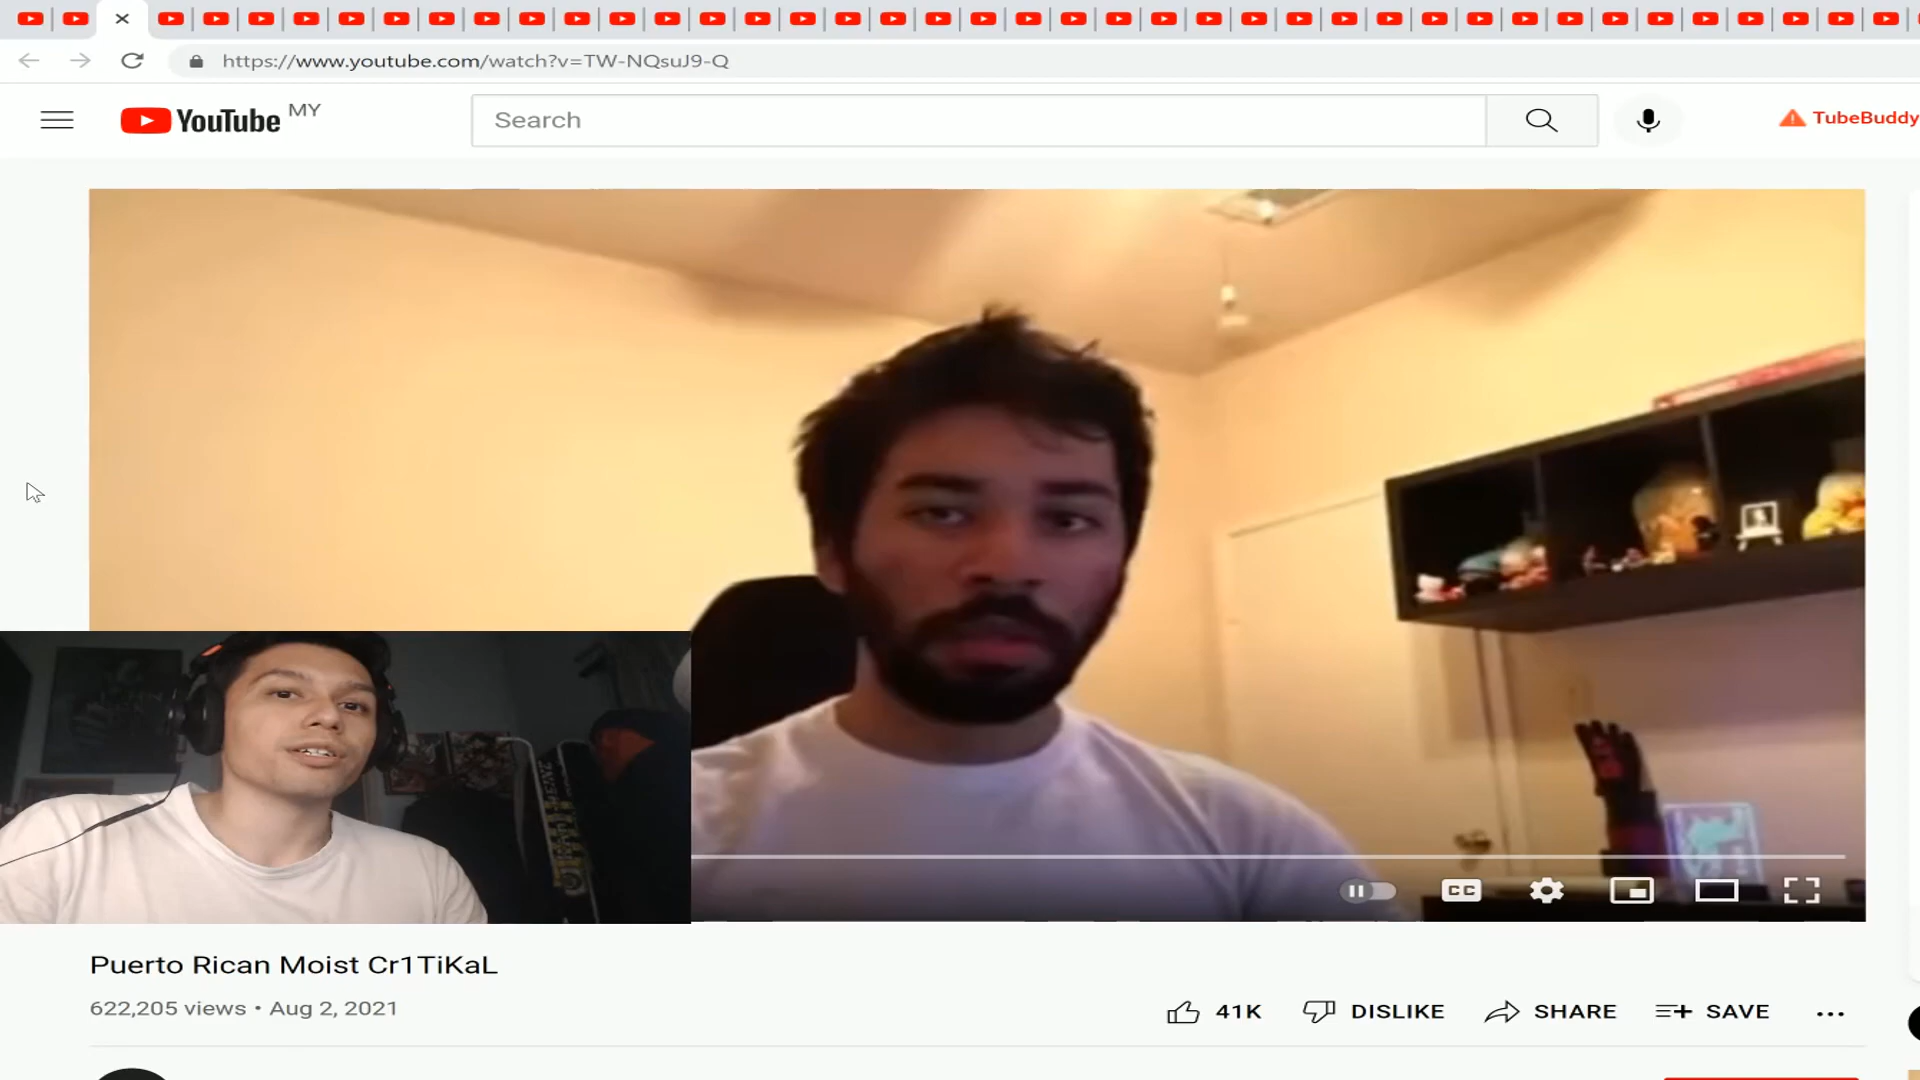 https://www.youtube.com/watch?v=TW-NQsuJ9-Q
YouTube MY
Search
TubeBuddy
CC
Puerto Rican Moist Cr1TiKaL
622,205 views • Aug 2, 2021
41K DISLIKE SHARE SAVE